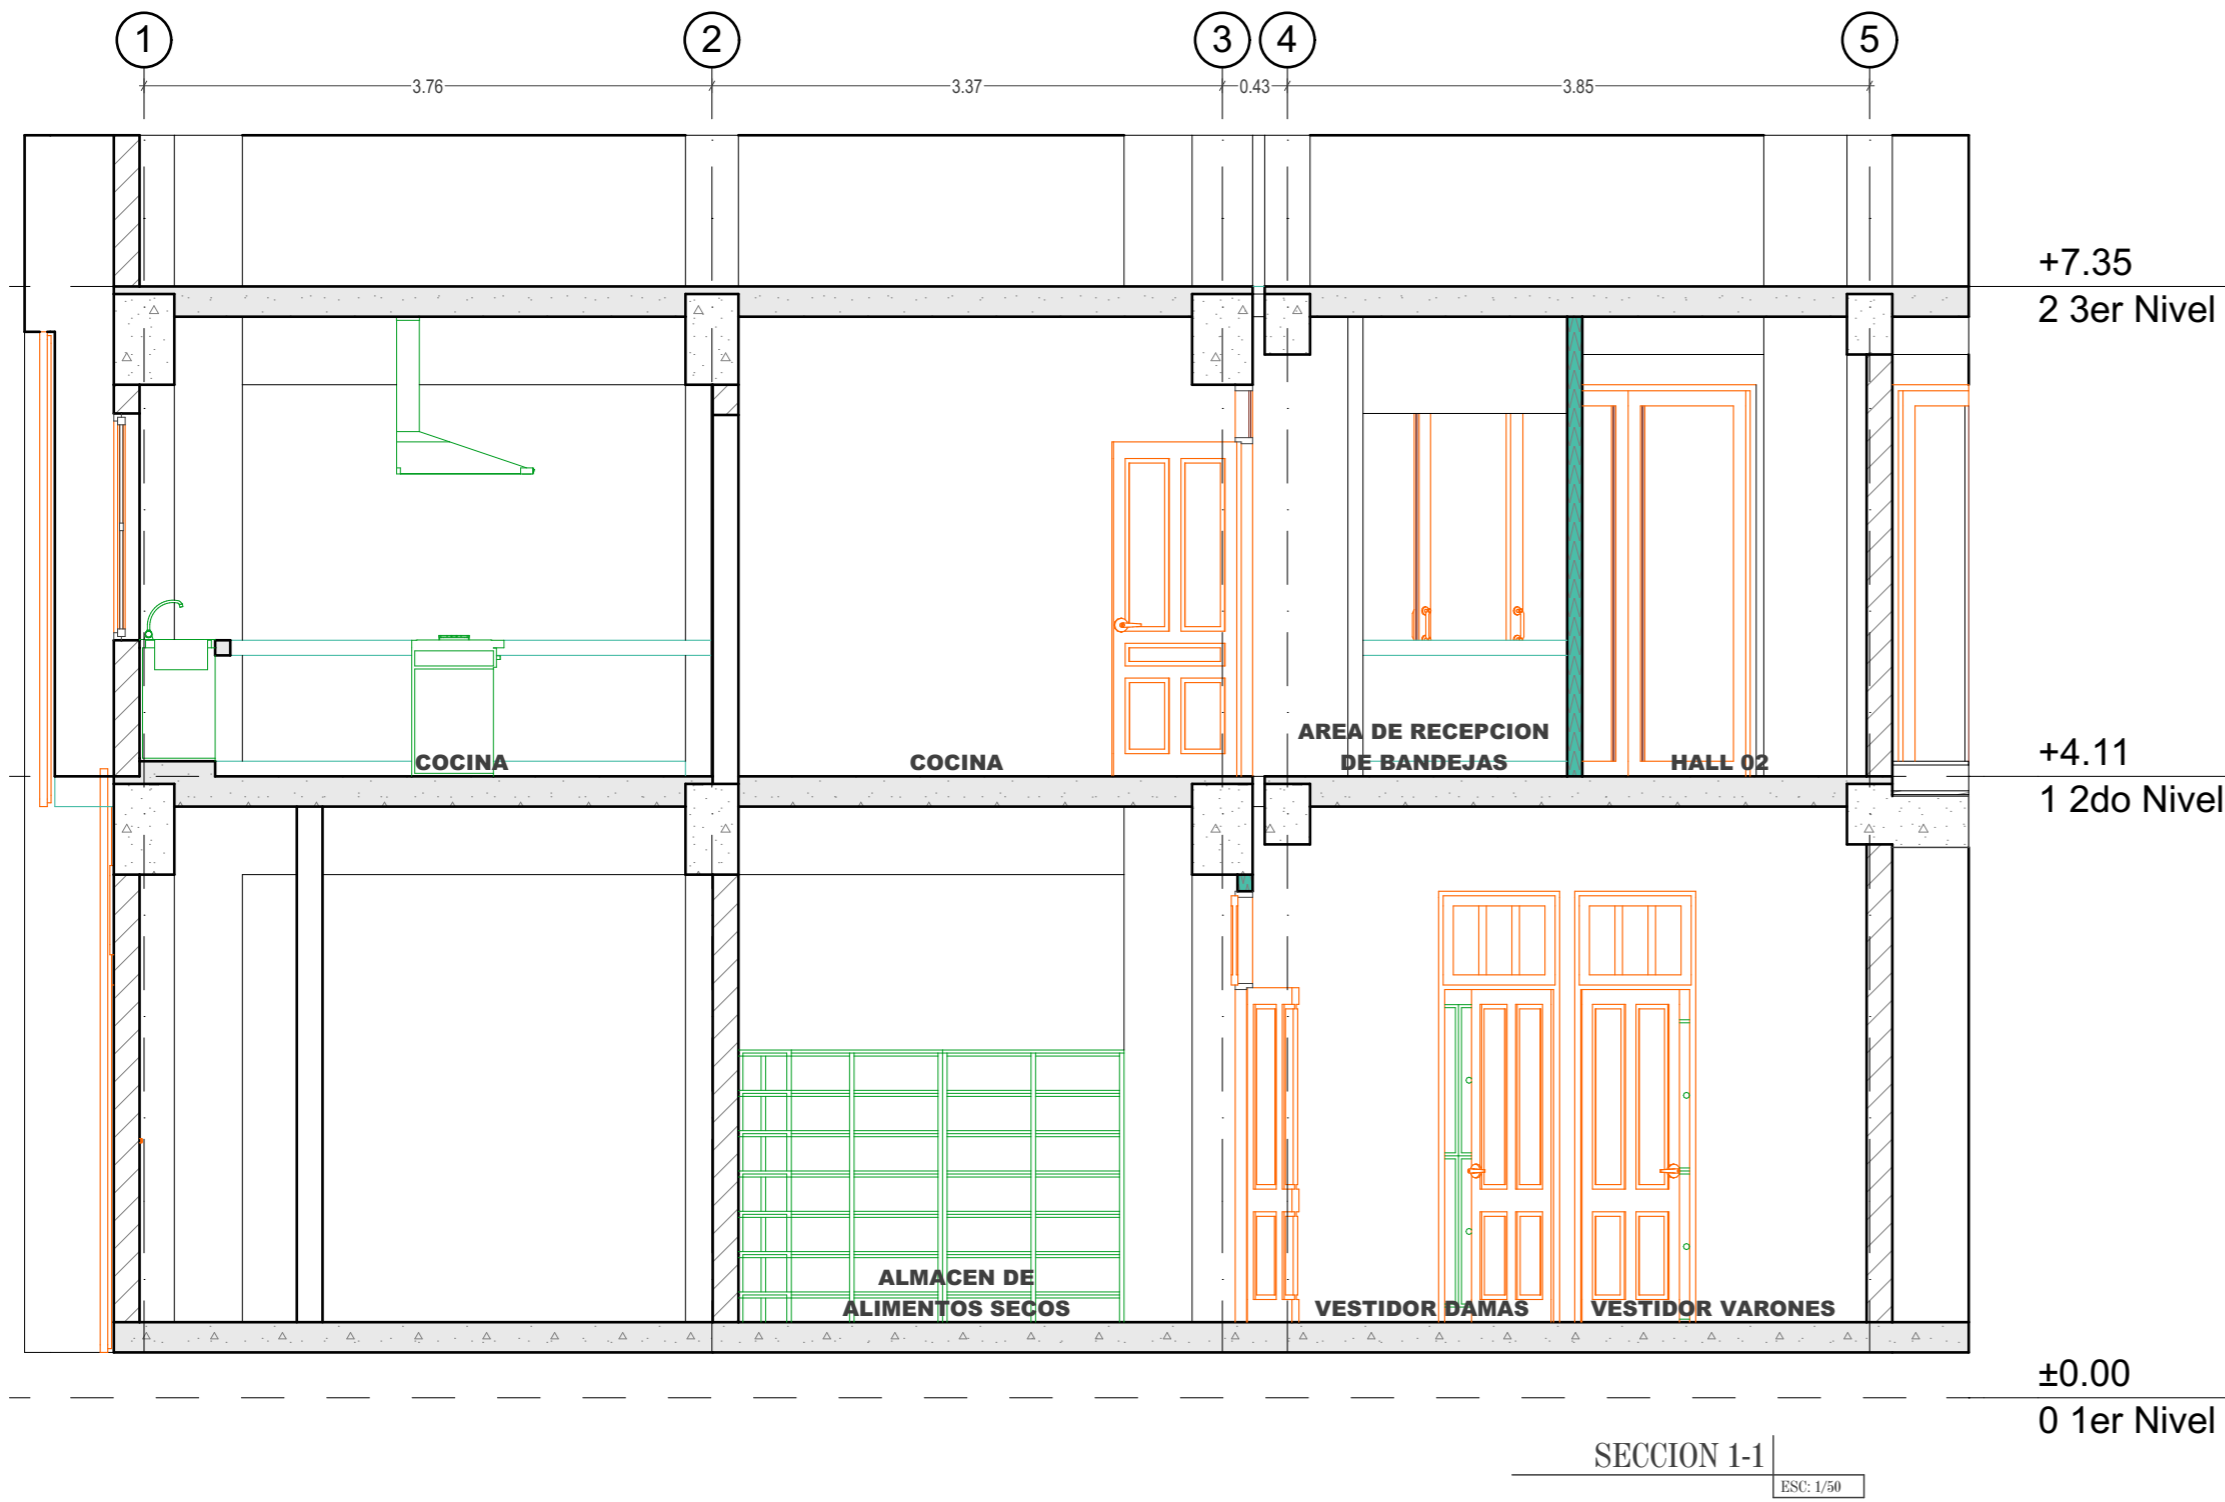 1 2 3 4 5
3.76 3.37 0.43 3.85
+7.35
2 3er Nivel
AREA DE RECEPCION
DE BANDEJAS
COCINA COCINA HALL 02
+4.11
1 2do Nivel
ALMACEN DE
ALIMENTOS SECOS
VESTIDOR DAMAS VESTIDOR VARONES
±0.00
0 1er Nivel
SECCION 1-1
ESC: 1/50